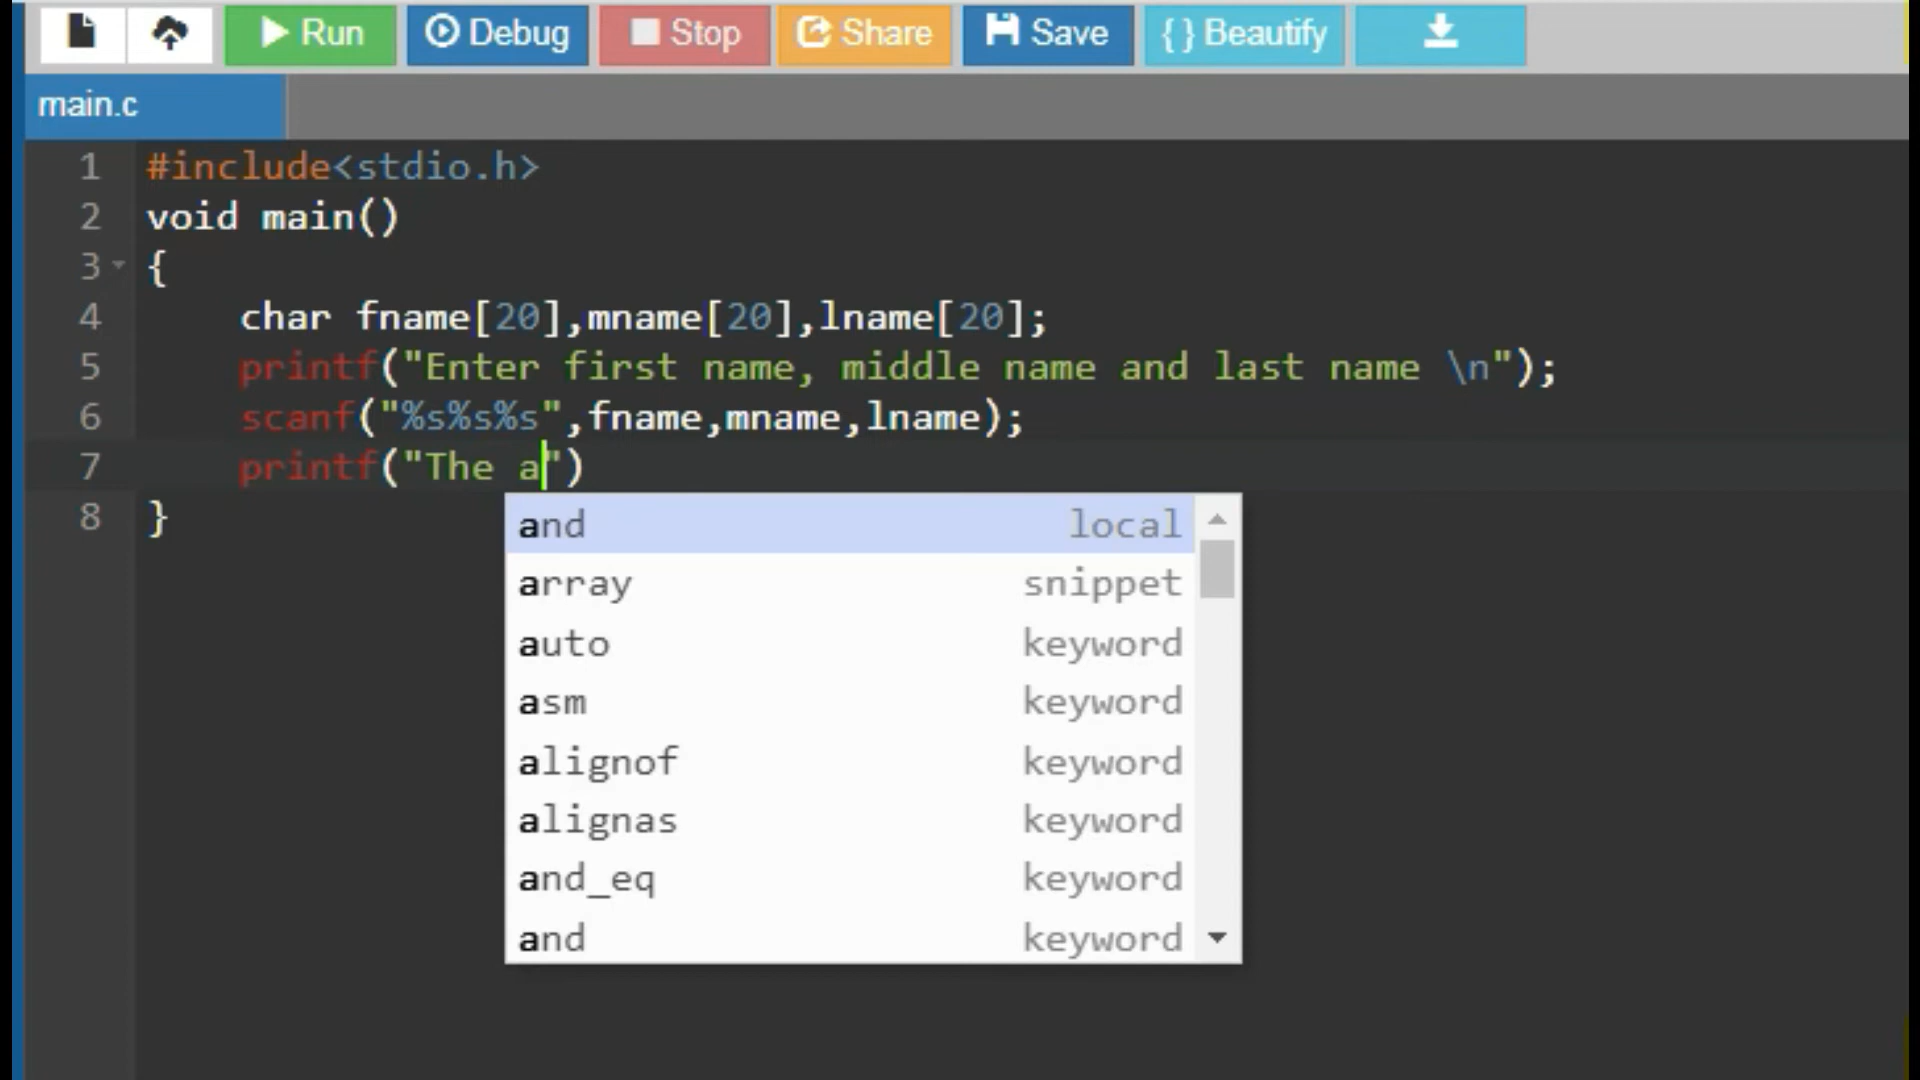 Run Debug Stop Share Save { } Beautify
main.c
1 #include<stdio.h>
2 void main()
3 {
4 char fname[20],mname[20],lname[20];
5 printf("Enter first name, middle name and last name \n");
6 scanf("%s%s%s",fname,mname,lname);
7 printf("The a")
8 }
and local
array snippet
auto keyword
asm keyword
alignof keyword
alignas keyword
and_eq keyword
and keyword